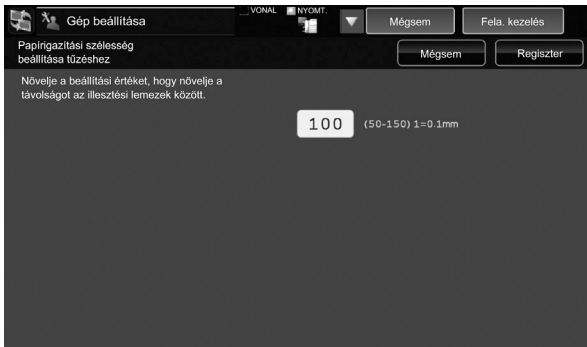 Gép beállítása
VONAL
NYOMT.
Mégsem
Fela. kezelés
Papírigazítási szélesség
beállítása tűzéshez
Mégsem
Regiszter
Növelje a beállítási értéket, hogy növelje a
távolságot az illesztési lemezek között.
100
(50-150) 1=0.1mm